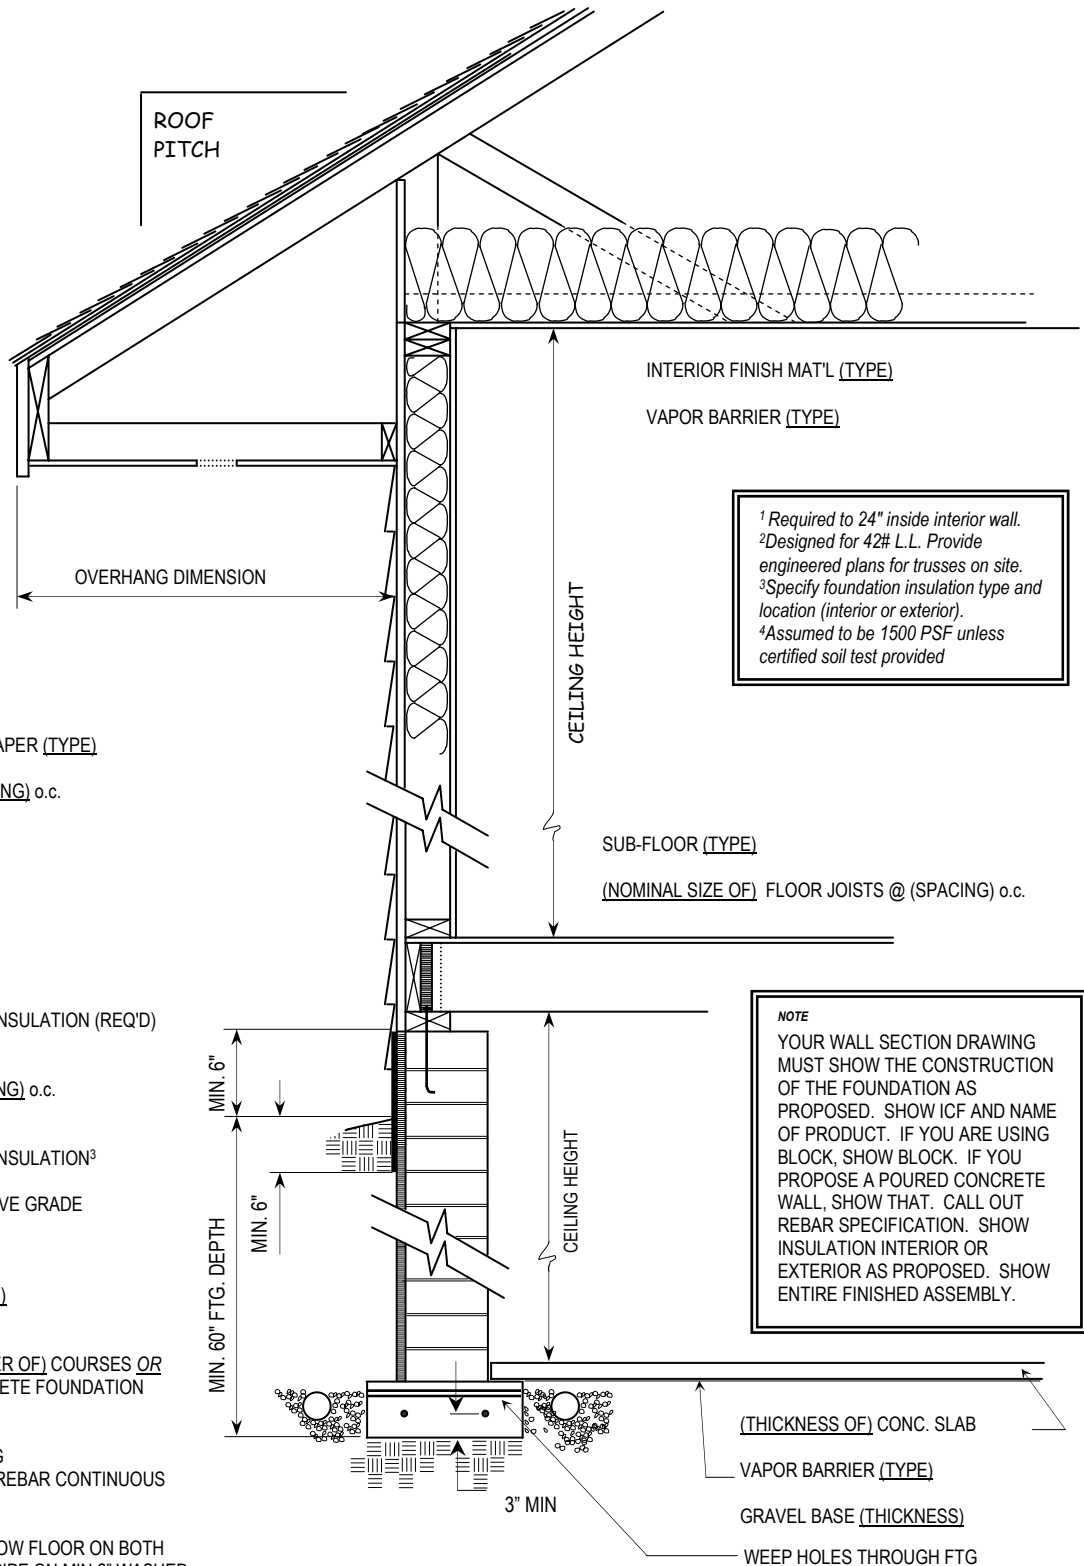 ROOF
PITCH
INTERIOR FINISH MAT'L (TYPE)
VAPOR BARRIER (TYPE)
¹ Required to 24" inside interior wall.
²Designed for 42# L.L. Provide
engineered plans for trusses on site.
³Specify foundation insulation type and
location (interior or exterior).
⁴Assumed to be 1500 PSF unless
certified soil test provided
OVERHANG DIMENSION
CEILING HEIGHT
APER (TYPE)
NG) o.c.
SUB-FLOOR (TYPE)
(NOMINAL SIZE OF) FLOOR JOISTS @ (SPACING) o.c.
NSULATION (REQ'D)
NG) o.c.
NSULATION³
VE GRADE
)
ER OF) COURSES OR
ETE FOUNDATION
G
REBAR CONTINUOUS
OW FLOOR ON BOTH
MIN. 6"
MIN. 6"
MIN. 60" FTG. DEPTH
CEILING HEIGHT
NOTE
YOUR WALL SECTION DRAWING
MUST SHOW THE CONSTRUCTION
OF THE FOUNDATION AS
PROPOSED. SHOW ICF AND NAME
OF PRODUCT. IF YOU ARE USING
BLOCK, SHOW BLOCK. IF YOU
PROPOSE A POURED CONCRETE
WALL, SHOW THAT. CALL OUT
REBAR SPECIFICATION. SHOW
INSULATION INTERIOR OR
EXTERIOR AS PROPOSED. SHOW
ENTIRE FINISHED ASSEMBLY.
(THICKNESS OF) CONC. SLAB
VAPOR BARRIER (TYPE)
3" MIN
GRAVEL BASE (THICKNESS)
WEEP HOLES THROUGH FTG